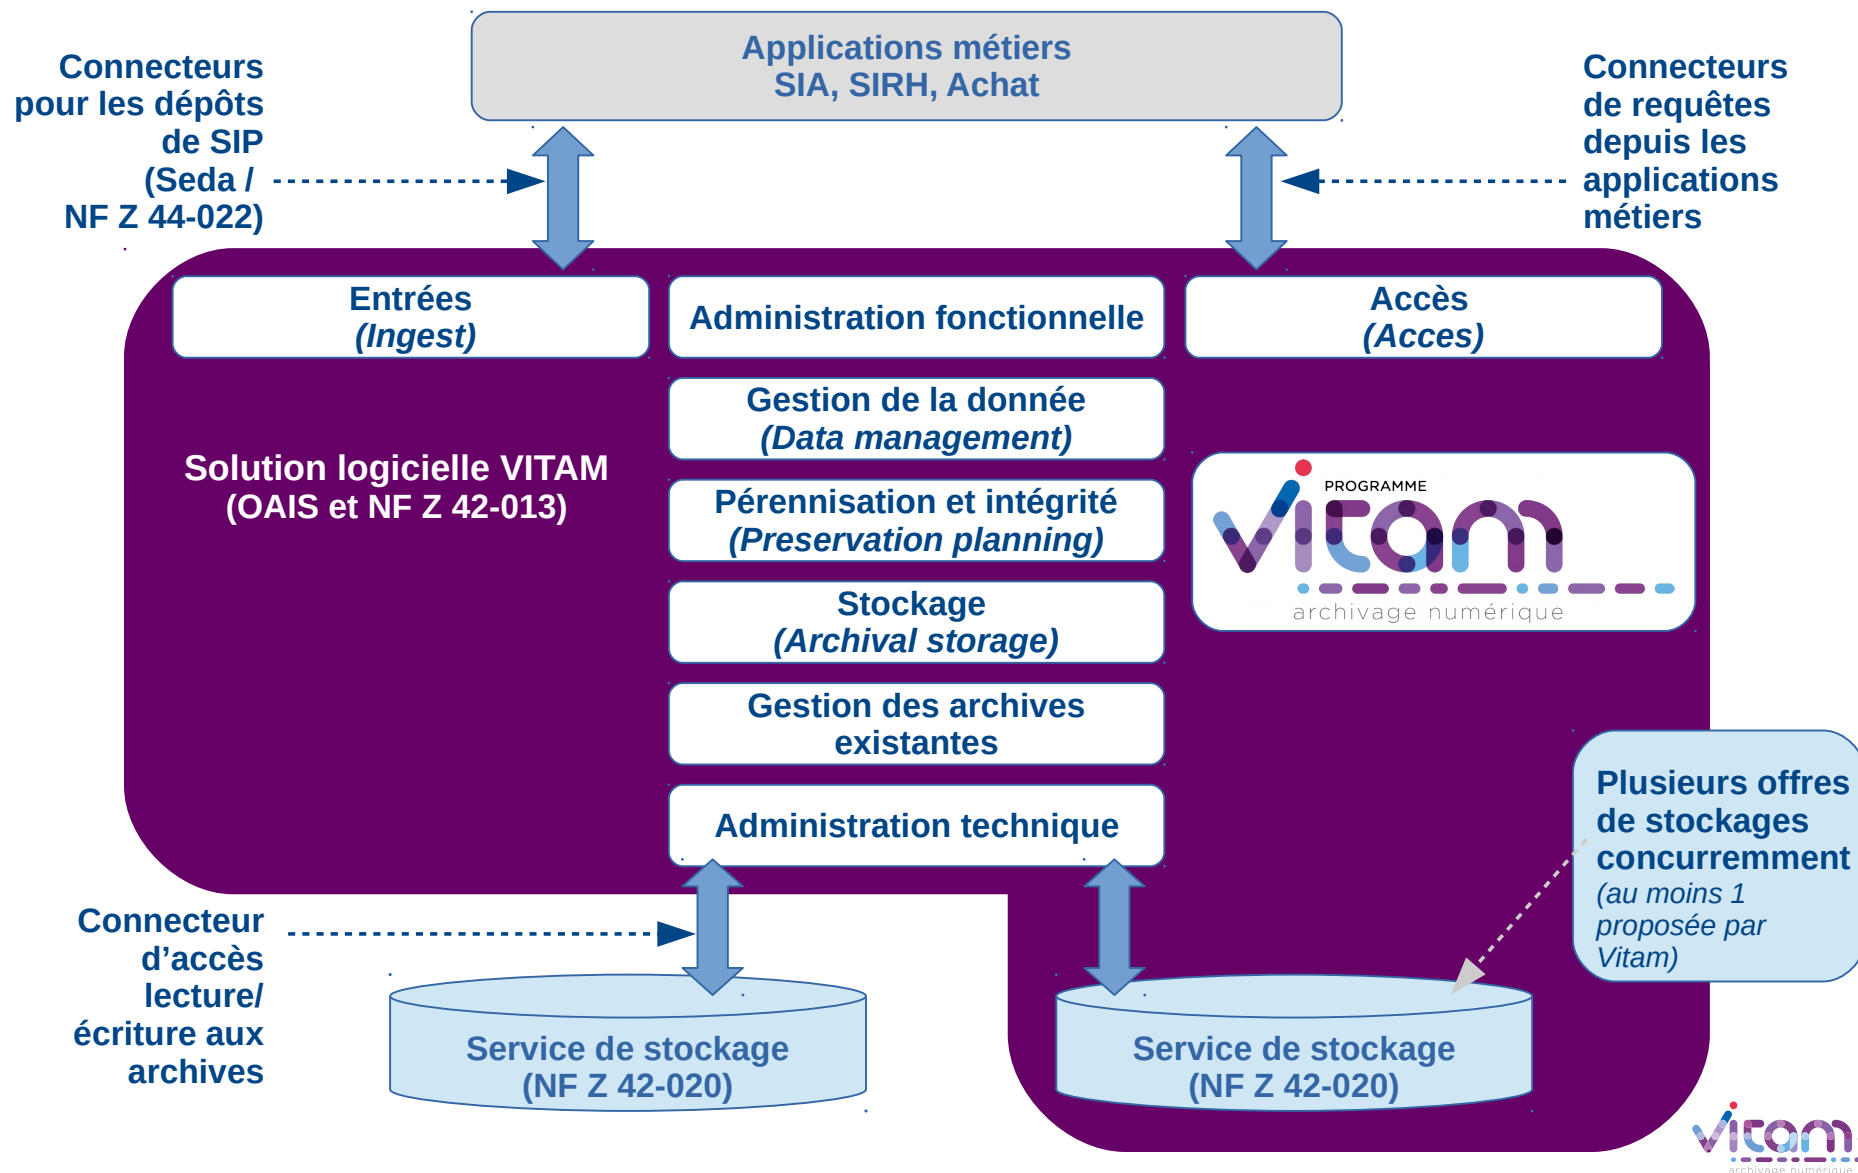 Applications métiers
SIA, SIRH, Achat
Connecteurs
pour les dépôts
de SIP
(Seda /
NF Z 44-022)
Connecteurs
de requêtes
depuis les
applications
métiers
Entrées
(Ingest)
Administration fonctionnelle
Accès
(Acces)
Gestion de la donnée
(Data management)
Solution logicielle VITAM
(OAIS et NF Z 42-013)
Pérennisation et intégrité
(Preservation planning)
PROGRAMME
vitam
archivage numérique
Stockage
(Archival storage)
Gestion des archives
existantes
Administration technique
Plusieurs offres
de stockages
concurremment
(au moins 1
proposée par
Vitam)
Connecteur
d’accès
lecture/
écriture aux
archives
Service de stockage
(NF Z 42-020)
Service de stockage
(NF Z 42-020)
vitam
archivage numérique